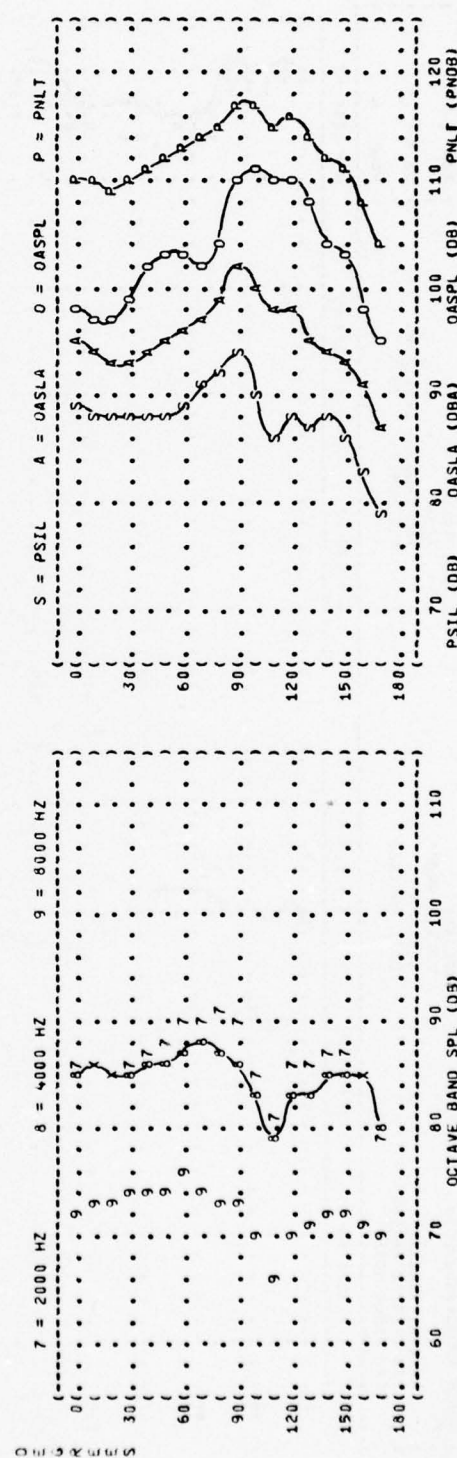 7 = 2000 HZ 8 = 4000 HZ 9 = 8000 HZ
DEGREES
0
30
60
90
120
150
180
60 70 80 90 100 110
OCTAVE BAND SPL (DB)
S = PSIL A = OASLA O = OASPL P = PNLT
0
30
60
90
120
150
180
70 80 90 100 110 120
PSIL (DB) OASLA (DBA) OASPL (DB) PNLT (PNDB)